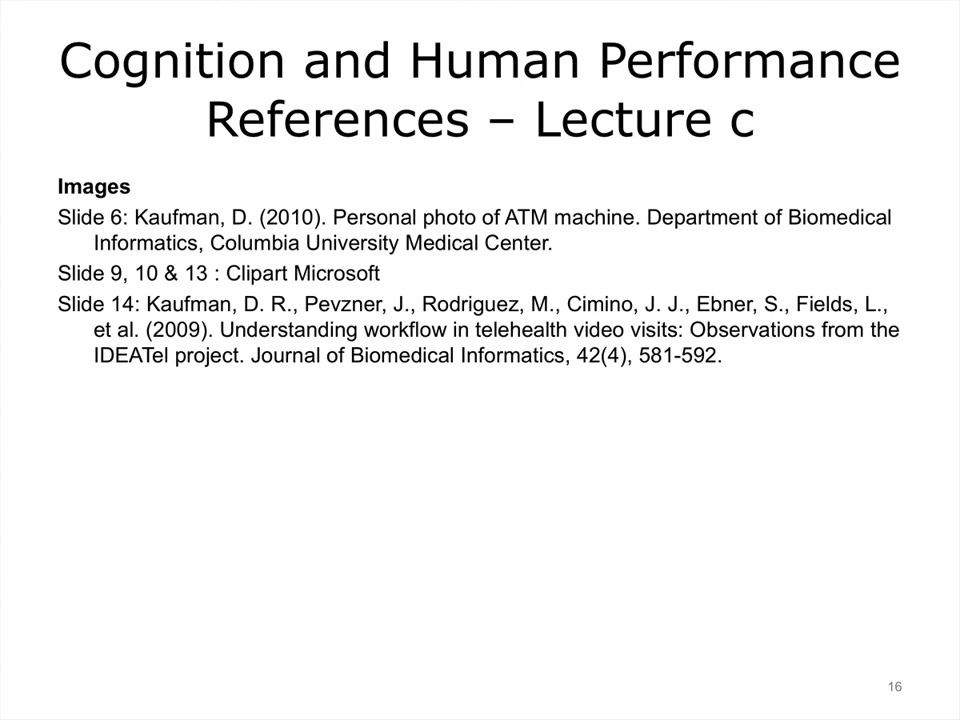 Cognition and Human Performance
References – Lecture c
Images
Slide 6: Kaufman, D. (2010). Personal photo of ATM machine. Department of Biomedical
Informatics, Columbia University Medical Center.
Slide 9, 10 & 13 : Clipart Microsoft
Slide 14: Kaufman, D. R., Pevzner, J., Rodriguez, M., Cimino, J. J., Ebner, S., Fields, L.,
et al. (2009). Understanding workflow in telehealth video visits: Observations from the
IDEATel project. Journal of Biomedical Informatics, 42(4), 581-592.
16